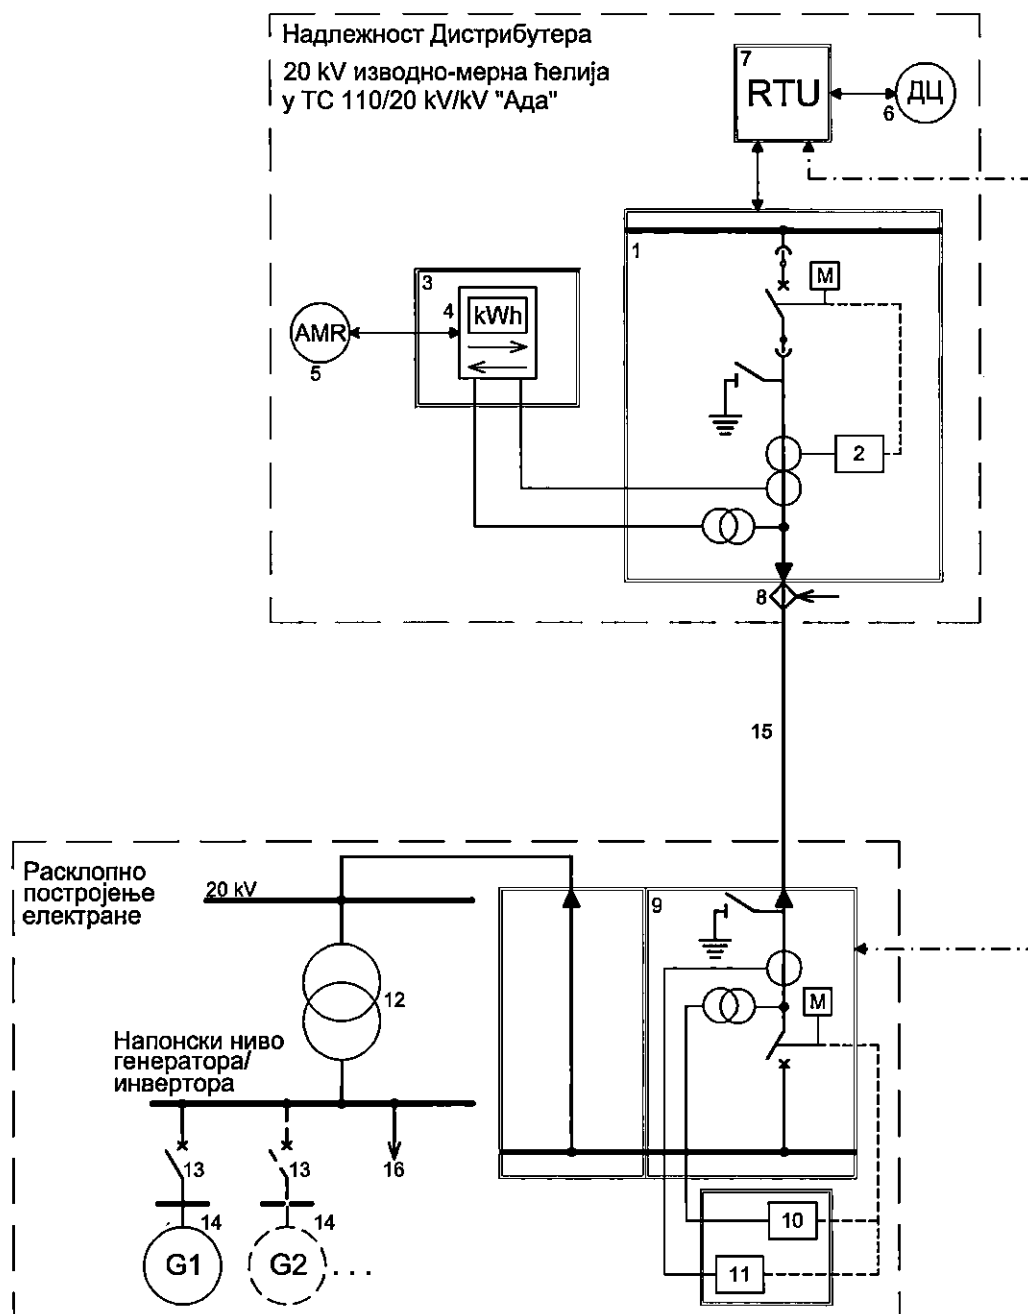 Надлежност Дистрибутера
20 kV изводно-мерна ћелија
у ТС 110/20 kV/kV "Ада"
7
RTU
6
ДЦ
1
M
3
4
kWh
AMR
5
2
8
15
Расклопно
постројење
електране
20 kV
9
12
M
Напонски ниво
генератора/
инвертора
13
13
16
14
14
G1
G2
...
10
11